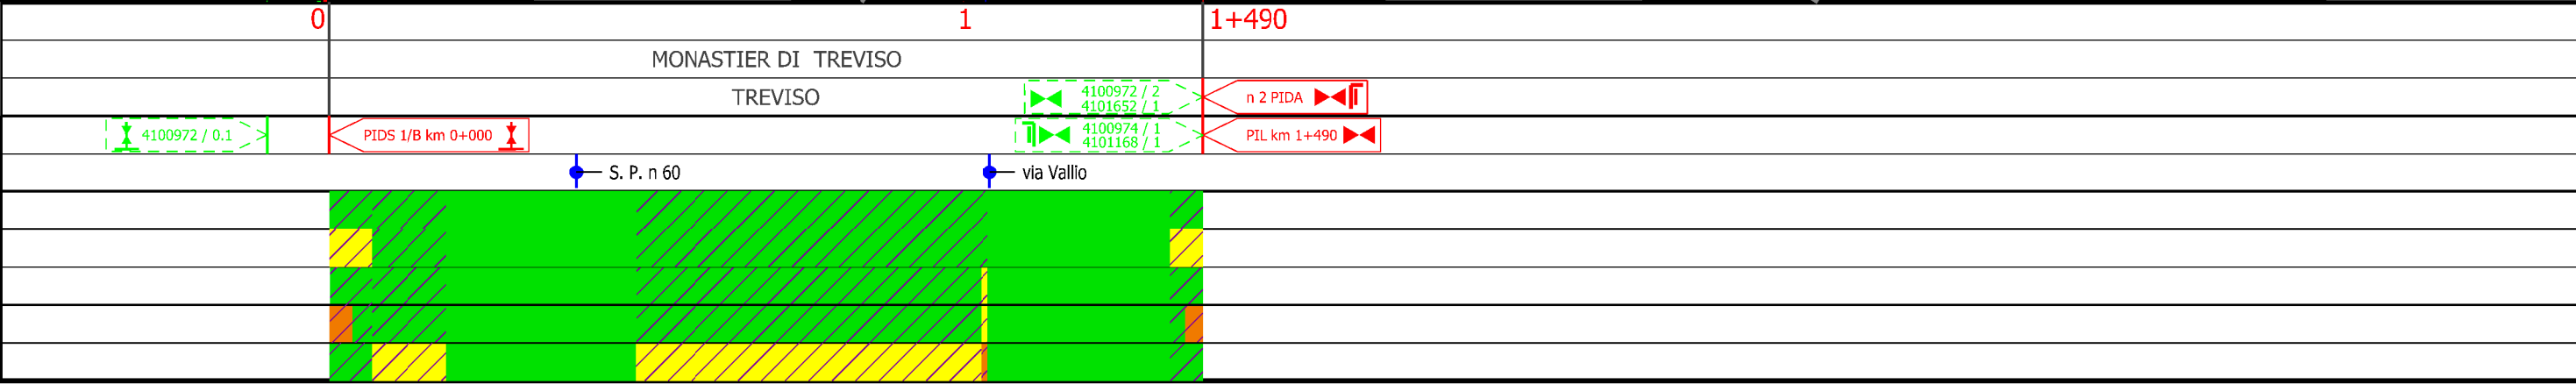 0 1 1+490
MONASTIER DI TREVISO
TREVISO
4100972 / 2
4101652 / 1
n 2 PIDA
4100972 / 0.1
PIDS 1/B km 0+000
4100974 / 1
4101168 / 1
PIL km 1+490
S. P. n 60
via Vallio